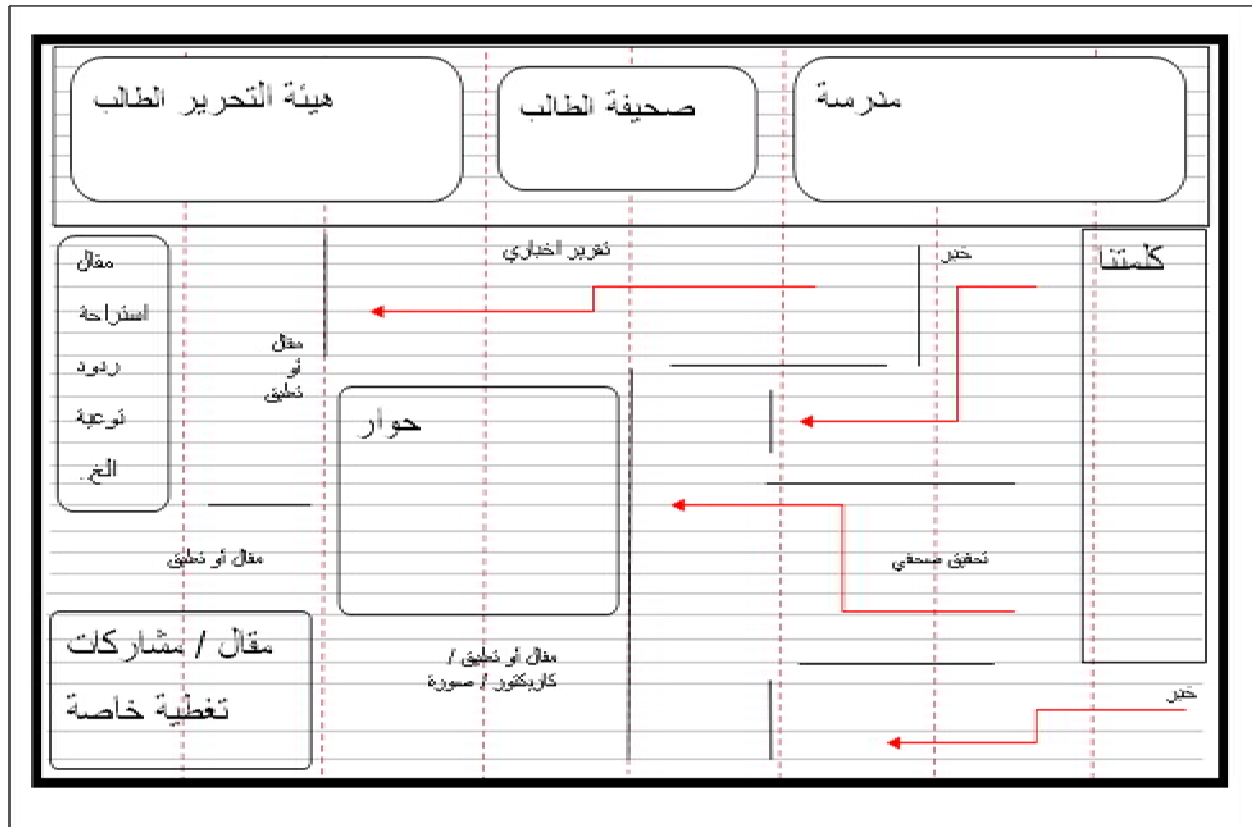 مدرسة
صحيفة الطالب
هيئة التحرير الطالب
كلمتنا
خبر
تقرير اخباري
مقال
أو
تعليق
مقال
استراحة
ردود
توعية
الخ..
حوار
تحقيق صحفي
مقال أو تعليق
مقال أو تعليق /
كاريكتور / صورة
مقال / مشاركات
تغطية خاصة
خبر